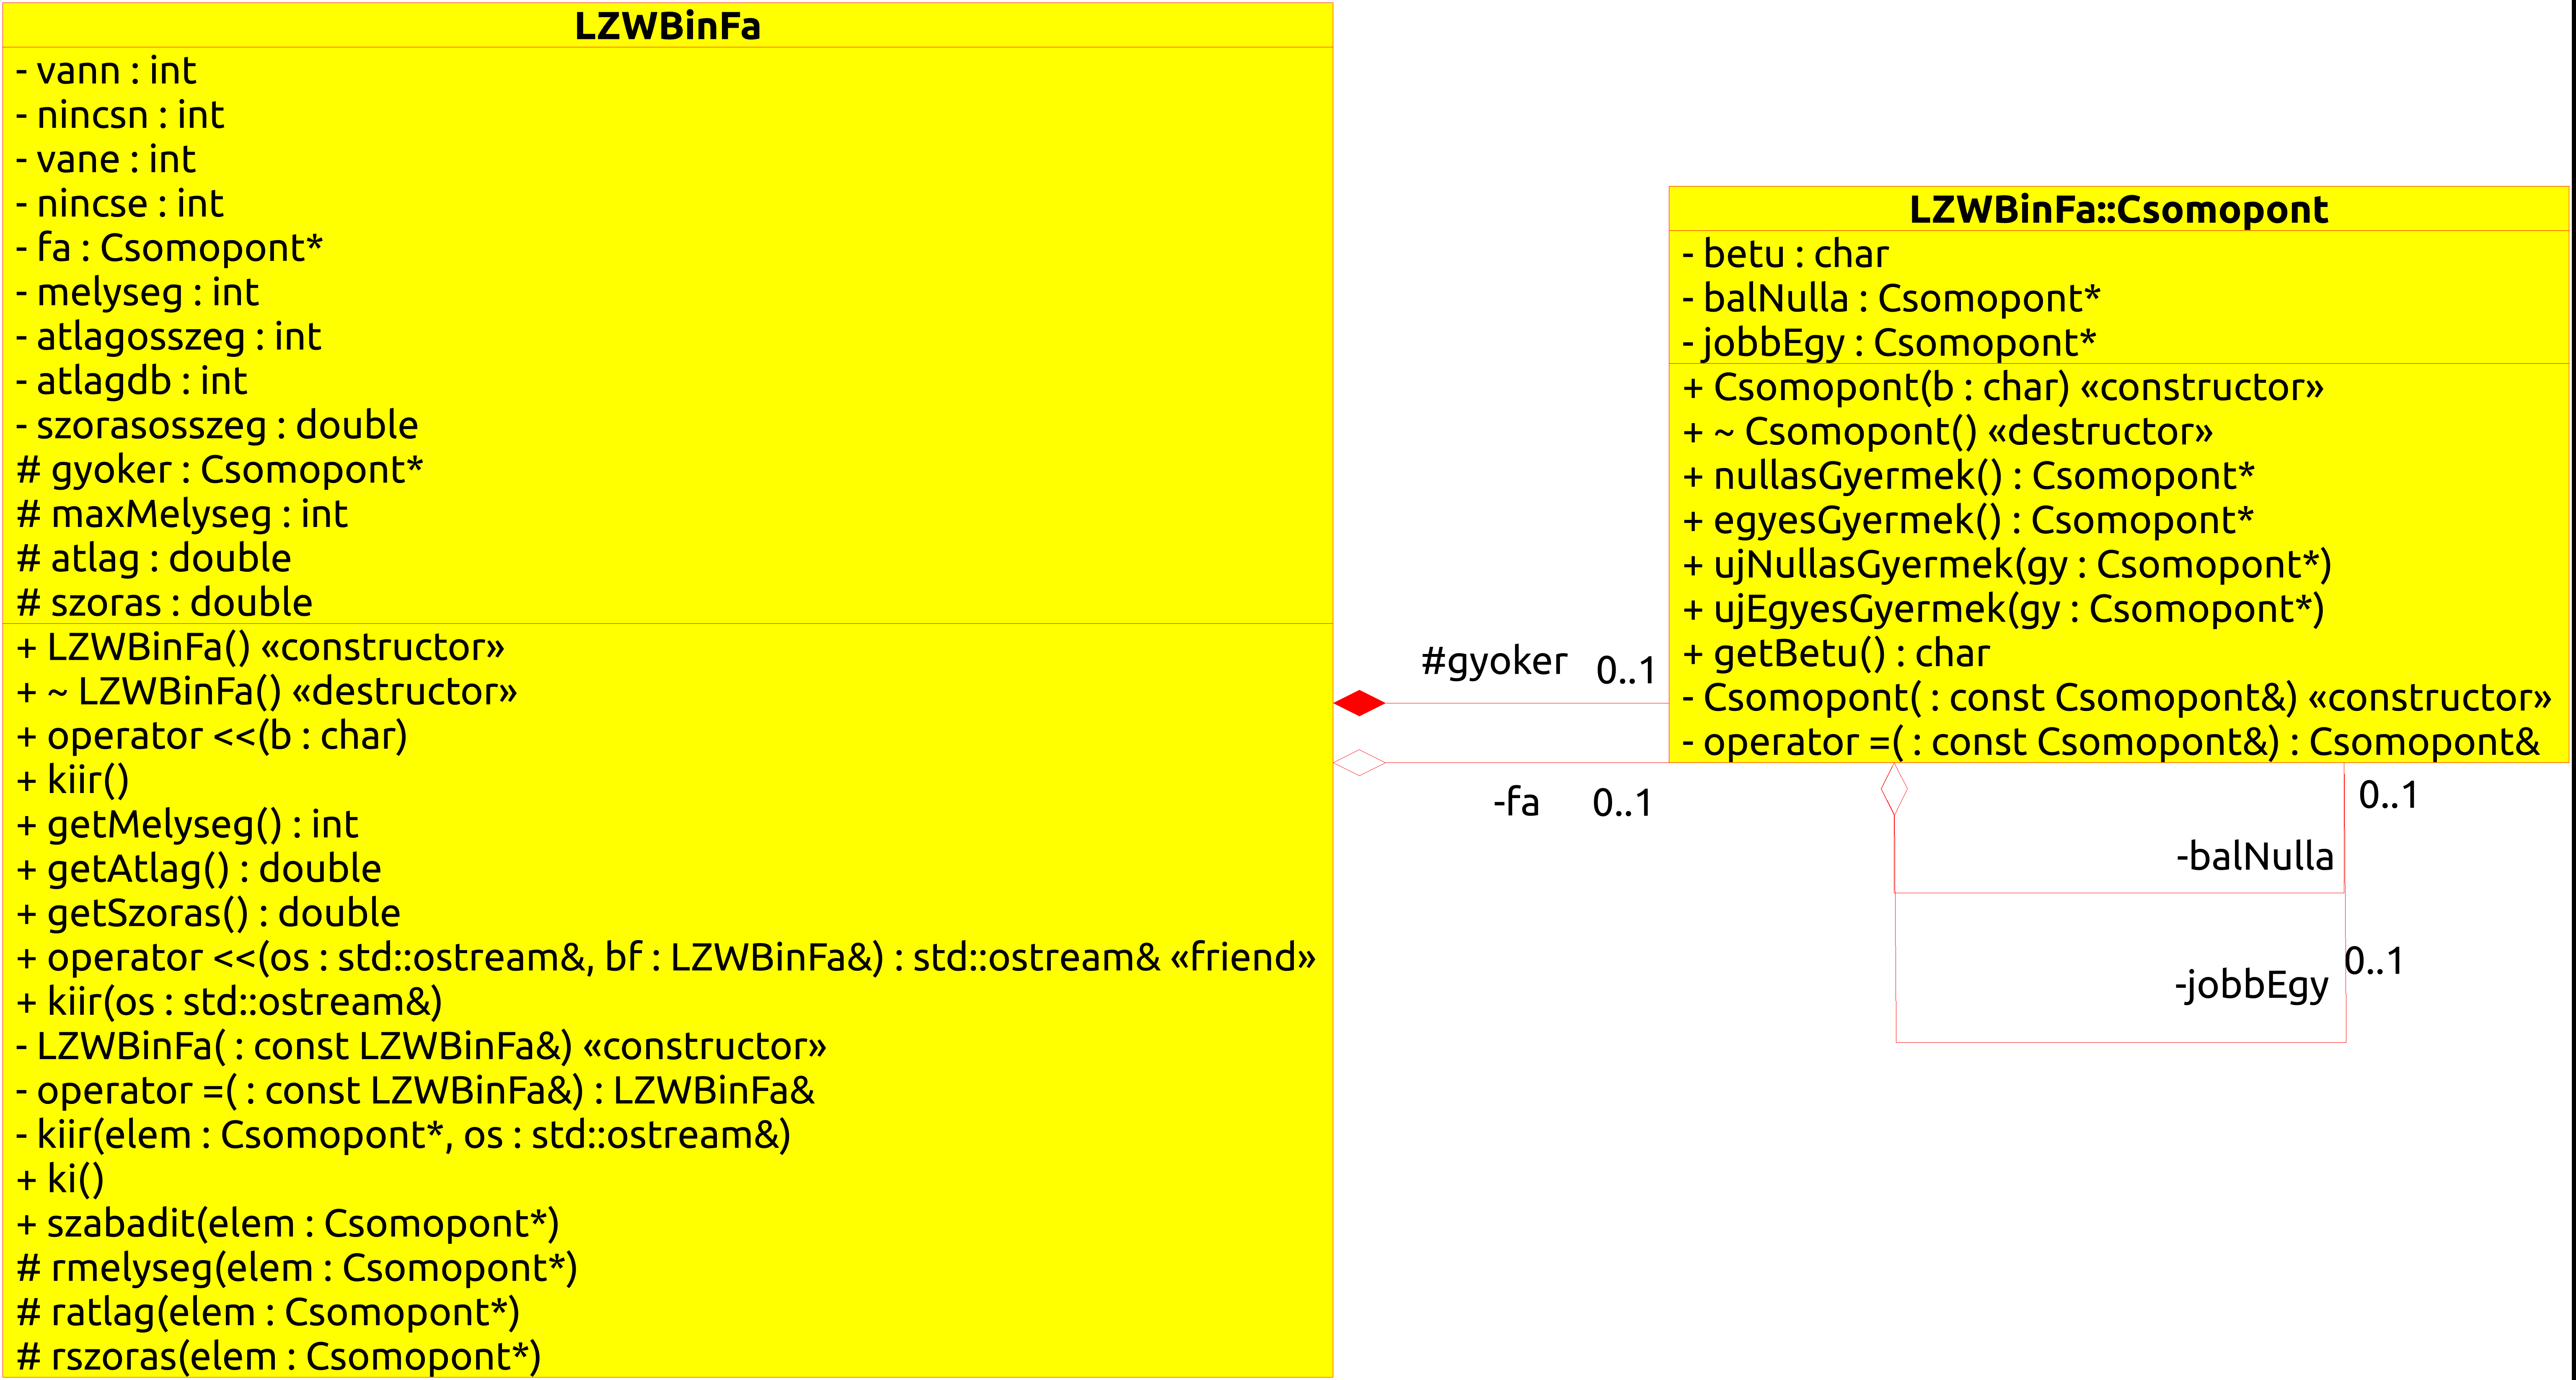 LZWBinFa
- vann : int
- nincsn : int
- vane : int
- nincse : int
- fa : Csomopont*
- melyseg : int
- atlagosszeg : int
- atlagdb : int
- szorasosszeg : double
# gyoker : Csomopont*
# maxMelyseg : int
# atlag : double
# szoras : double
+ LZWBinFa() «constructor»
+ ~ LZWBinFa() «destructor»
+ operator <<(b : char)
+ kiir()
+ getMelyseg() : int
+ getAtlag() : double
+ getSzoras() : double
+ operator <<(os : std::ostream&, bf : LZWBinFa&) : std::ostream& «friend»
+ kiir(os : std::ostream&)
- LZWBinFa( : const LZWBinFa&) «constructor»
- operator =( : const LZWBinFa&) : LZWBinFa&
- kiir(elem : Csomopont*, os : std::ostream&)
+ ki()
+ szabadit(elem : Csomopont*)
# rmelyseg(elem : Csomopont*)
# ratlag(elem : Csomopont*)
# rszoras(elem : Csomopont*)
#gyoker 0..1
-fa 0..1
LZWBinFa::Csomopont
- betu : char
- balNulla : Csomopont*
- jobbEgy : Csomopont*
+ Csomopont(b : char) «constructor»
+ ~ Csomopont() «destructor»
+ nullasGyermek() : Csomopont*
+ egyesGyermek() : Csomopont*
+ ujNullasGyermek(gy : Csomopont*)
+ ujEgyesGyermek(gy : Csomopont*)
+ getBetu() : char
- Csomopont( : const Csomopont&) «constructor»
- operator =( : const Csomopont&) : Csomopont&
0..1
-balNulla
0..1
-jobbEgy